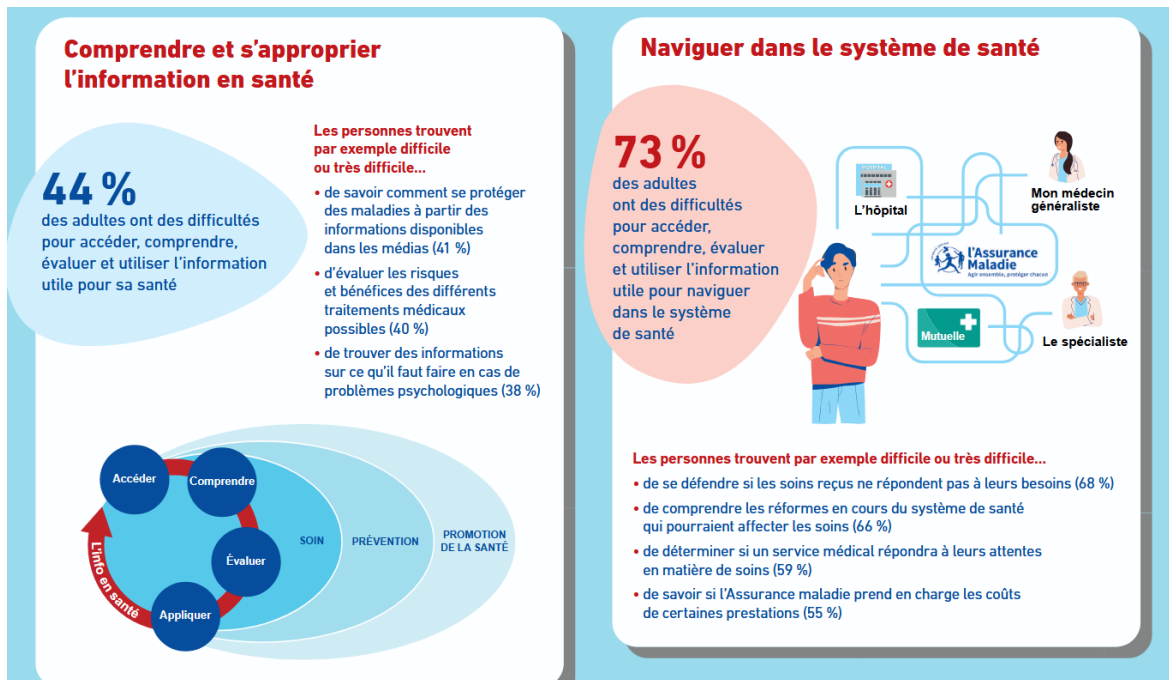 Comprendre et s’approprier
l’information en santé
44 %
des adultes ont des difficultés
pour accéder, comprendre,
évaluer et utiliser l’information
utile pour sa santé
Les personnes trouvent
par exemple difficile
ou très difficile...
• de savoir comment se protéger
des maladies à partir des
informations disponibles
dans les médias (41 %)
• d’évaluer les risques
et bénéfices des différents
traitements médicaux
possibles (40 %)
• de trouver des informations
sur ce qu’il faut faire en cas de
problèmes psychologiques (38 %)
Accéder
Comprendre
Évaluer
Appliquer
L’info en santé
SOIN
PRÉVENTION
PROMOTION
DE LA SANTÉ
Naviguer dans le système de santé
73 %
des adultes
ont des difficultés
pour accéder,
comprendre, évaluer
et utiliser l’information
utile pour naviguer
dans le système
de santé
HOSPITAL
L’hôpital
Mon médecin
généraliste
l’Assurance
Maladie
Agir ensemble, protéger chacun
Mutuelle
Le spécialiste
Les personnes trouvent par exemple difficile ou très difficile...
• de se défendre si les soins reçus ne répondent pas à leurs besoins (68 %)
• de comprendre les réformes en cours du système de santé
qui pourraient affecter les soins (66 %)
• de déterminer si un service médical répondra à leurs attentes
en matière de soins (59 %)
• de savoir si l’Assurance maladie prend en charge les coûts
de certaines prestations (55 %)